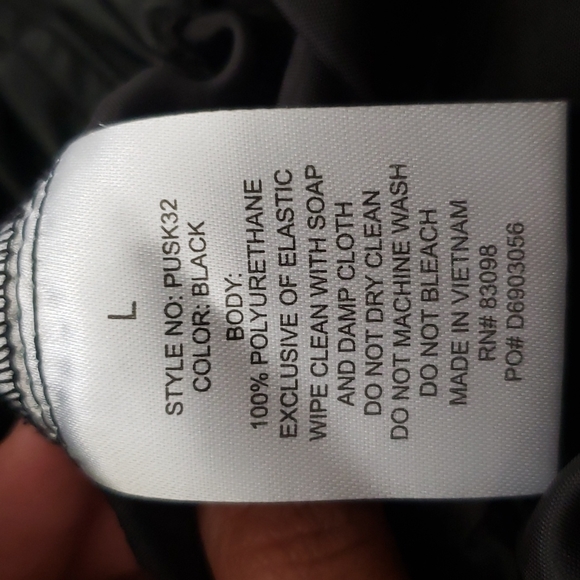 L
STYLE NO: PUSK32
COLOR: BLACK
BODY:
100% POLYURETHANE
EXCLUSIVE OF ELASTIC
WIPE CLEAN WITH SOAP
AND DAMP CLOTH
DO NOT DRY CLEAN
DO NOT MACHINE WASH
DO NOT BLEACH
MADE IN VIETNAM
RN# 83098
PO# D6903056